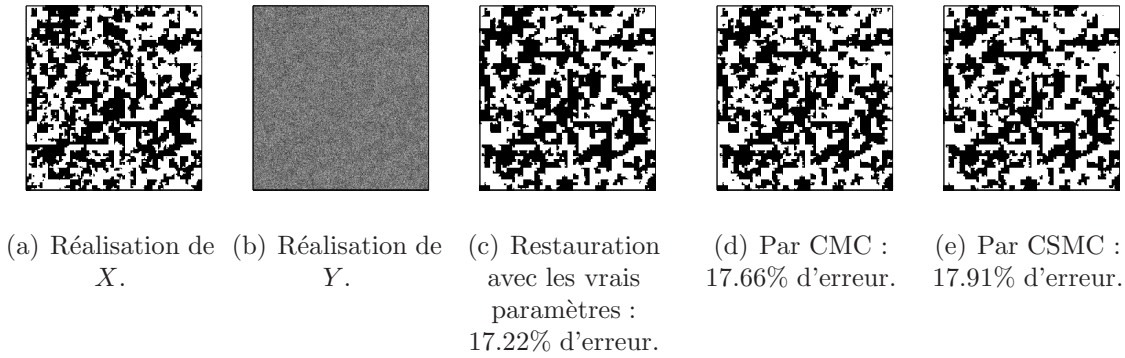 (a) Réalisation de
X.
(b) Réalisation de
Y.
(c) Restauration
avec les vrais
paramètres :
17.22% d'erreur.
(d) Par CMC :
17.66% d'erreur.
(e) Par CSMC :
17.91% d'erreur.